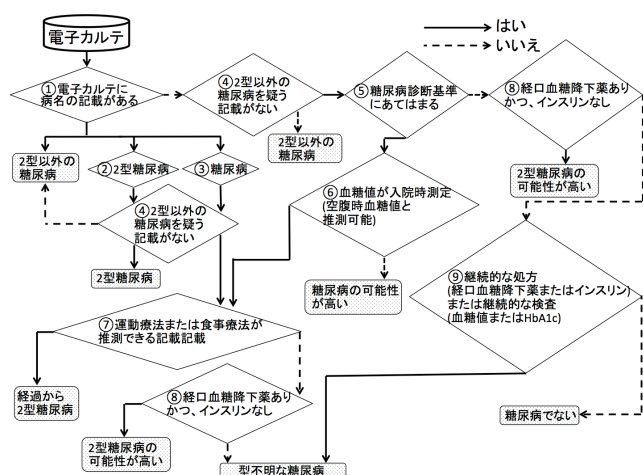 電子カルテ
はい
いいえ
①電子カルテに
病名の記載がある
④2型以外の
糖尿病を疑う
記載がない
⑤糖尿病診断基準
にあてはまる
⑧経口血糖降下薬あり
かつ、インスリンなし
2型以外の
糖尿病
2型以外の
糖尿病
②2型糖尿病
③糖尿病
2型糖尿病の
可能性が高い
④2型以外の
糖尿病を疑う
記載がない
⑥血糖値が入院時測定
(空腹時血糖値と
推測可能)
2型糖尿病
糖尿病の可能性
が高い
⑨継続的な処方
(経口血糖降下薬またはインスリン)
または継続的な検査
(血糖値またはHbA1c)
⑦運動療法または食事療法が
推測できる記載記載
経過から
2型糖尿病
⑧経口血糖降下薬あり
かつ、インスリンなし
糖尿病でない
2型糖尿病の
可能性が高い
型不明な糖尿病